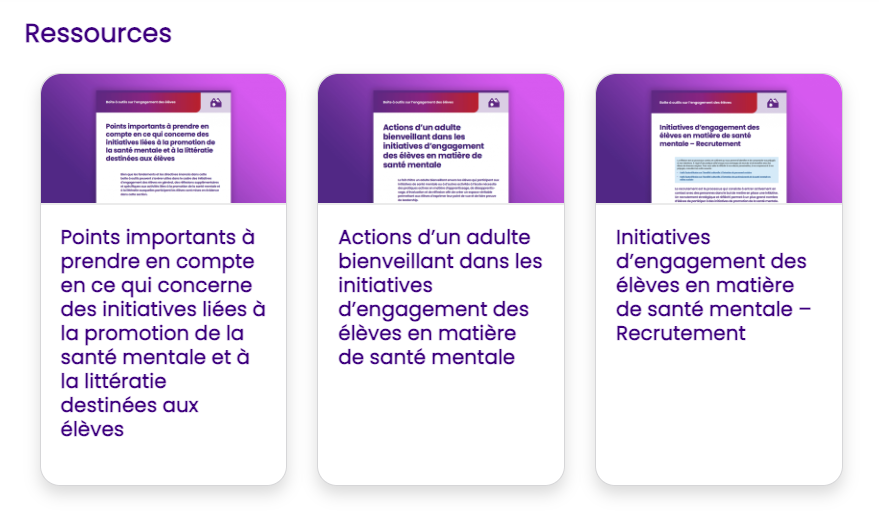 Ressources
Boîte à outils sur l'engagement des élèves
Points importants à prendre en
compte en ce qui concerne des
initiatives liées à la promotion de
la santé mentale et à la littératie
destinées aux élèves
Points importants à
prendre en compte
en ce qui concerne
des initiatives liées à
la promotion de la
santé mentale et à
la littératie
destinées aux
élèves
Boîte à outils sur l'engagement des élèves
Actions d'un adulte
bienveillant dans les
initiatives d'engagement
des élèves en matière de
santé mentale
Actions d'un adulte
bienveillant dans les
initiatives
d'engagement des
élèves en matière
de santé mentale
Boîte à outils sur l'engagement des élèves
Initiatives d'engagement des
élèves en matière de santé
mentale – Recrutement
Initiatives
d'engagement des
élèves en matière
de santé mentale –
Recrutement